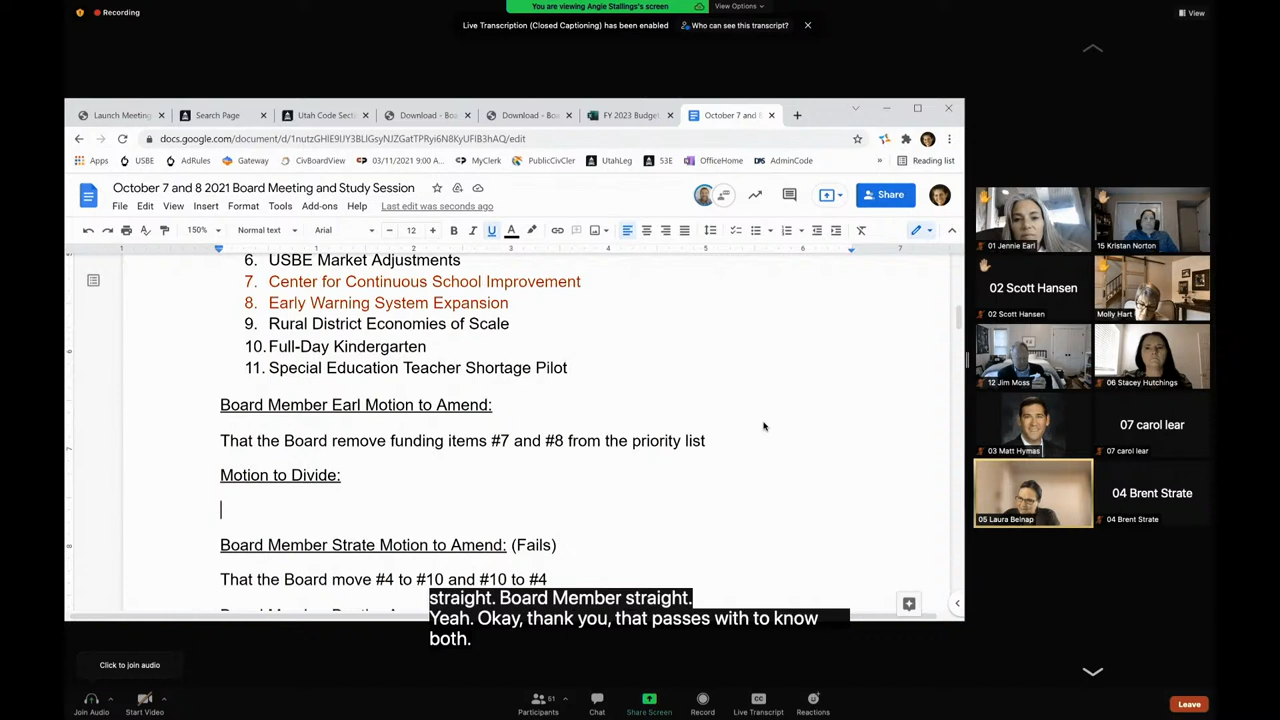 Recording
You are viewing Angie Stallings's screen
View Options
Live Transcription (Closed Captioning) has been enabled
Who can see this transcript?
View
Launch Meeting
Search Page
Utah Code Secti
Download - Boa
Download - Boa
FY 2023 Budget
October 7 and 8
docs.google.com/document/d/1nutzGHIE9UY3BLJGsyNJZGatTPRyi6N8KyUFIB3hAQ/edit
Apps
USBE
AdRules
Gateway
CivBoardVIEW
03/11/2021 9:00 A...
MyClerk
PublicCivCler
UtahLeg
53E
OfficeHome
AdminCode
Reading list
October 7 and 8 2021 Board Meeting and Study Session
File Edit View Insert Format Tools Add-ons Help Last edit was seconds ago
Share
150% Normal text Arial 12
1 1 2 3 4 5 6 7
6. USBE Market Adjustments
7. Center for Continuous School Improvement
8. Early Warning System Expansion
9. Rural District Economies of Scale
10. Full-Day Kindergarten
11. Special Education Teacher Shortage Pilot
Board Member Earl Motion to Amend:
That the Board remove funding items #7 and #8 from the priority list
Motion to Divide:
Board Member Strate Motion to Amend: (Fails)
That the Board move #4 to #10 and #10 to #4
straight. Board Member straight.
Yeah. Okay, thank you, that passes with to know
both.
01 Jennie Earl
15 Kristan Norton
02 Scott Hansen
02 Scott Hansen
Molly Hart
12 Jim Moss
06 Stacey Hutchings
03 Matt Hymas
07 carol lear
07 carol lear
05 Laura Belnap
04 Brent Strate
04 Brent Strate
Click to join audio
Join Audio
Start Video
51
Participants
Chat
Share Screen
Record
Live Transcript
Reactions
Leave